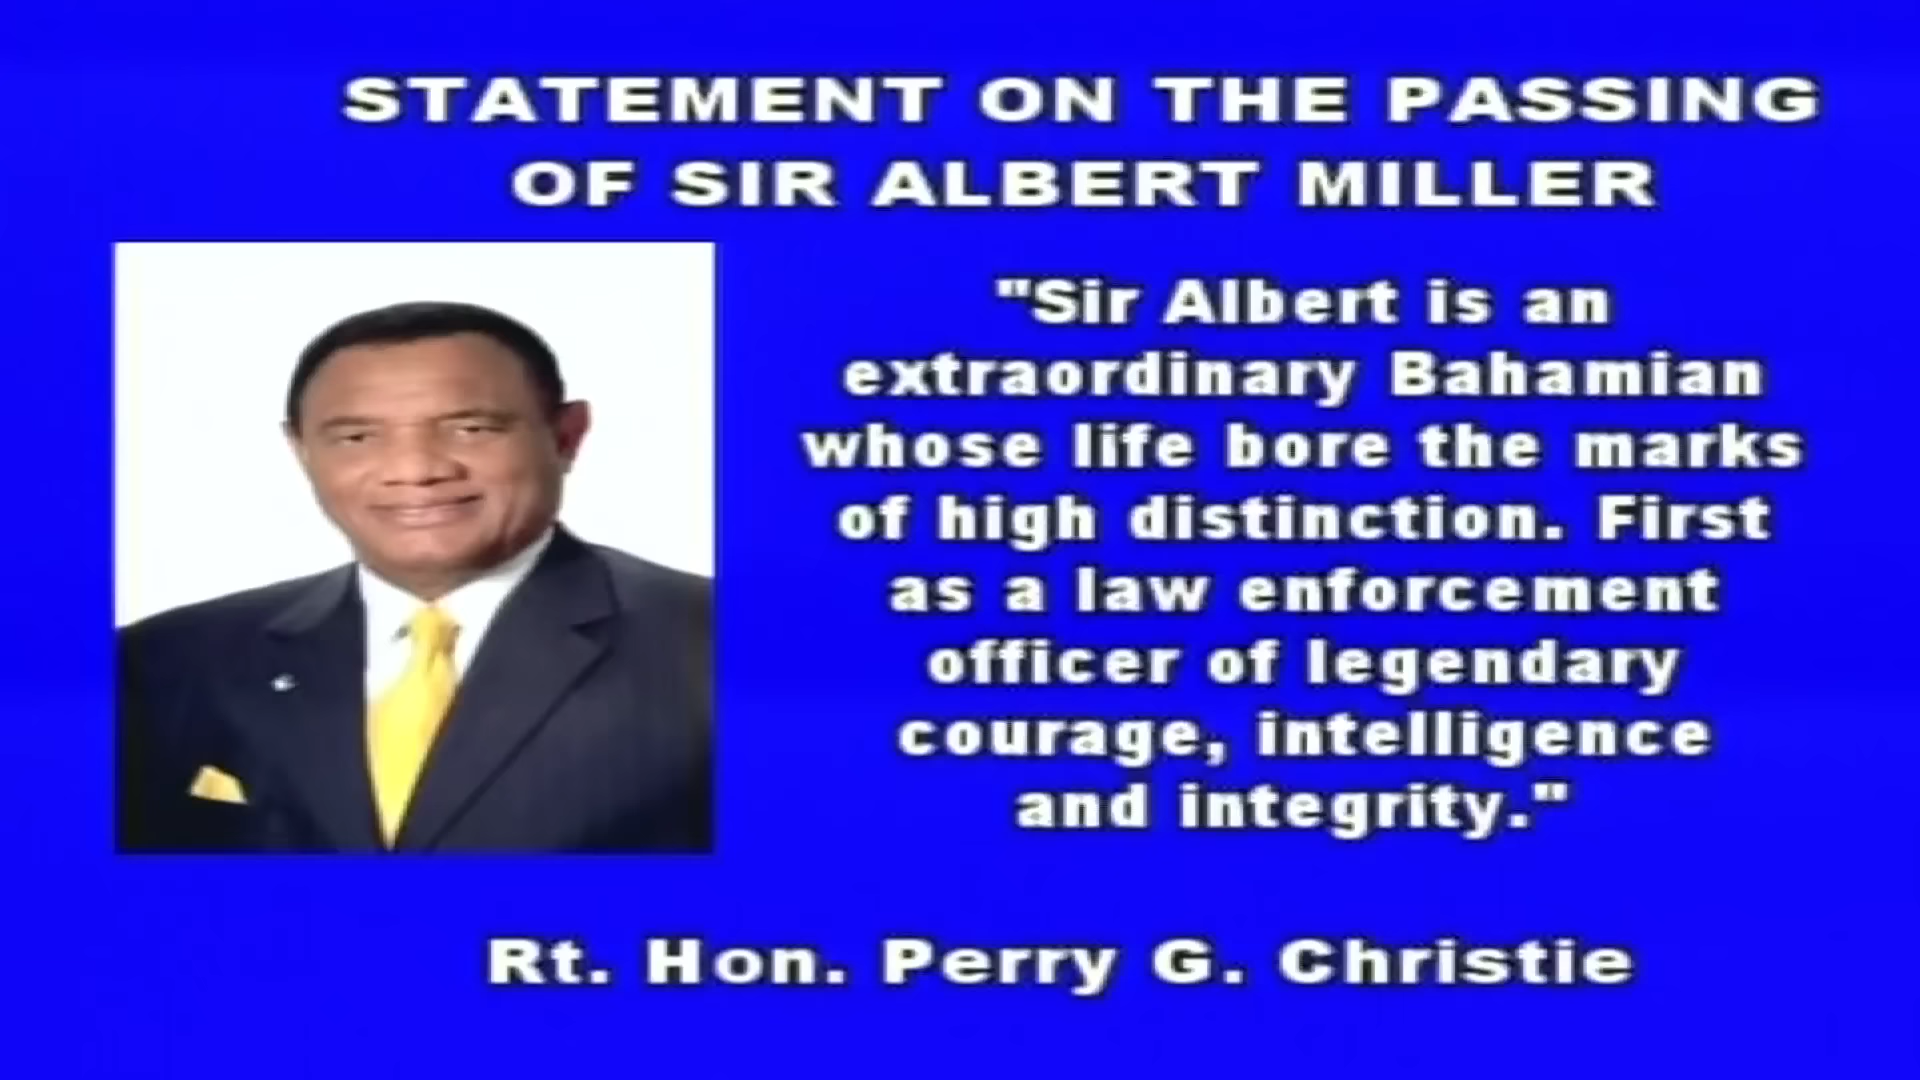 STATEMENT ON THE PASSING
OF SIR ALBERT MILLER
"Sir Albert is an
extraordinary Bahamian
whose life bore the marks
of high distinction. First
as a law enforcement
officer of legendary
courage, intelligence
and integrity."
Rt. Hon. Perry G. Christie